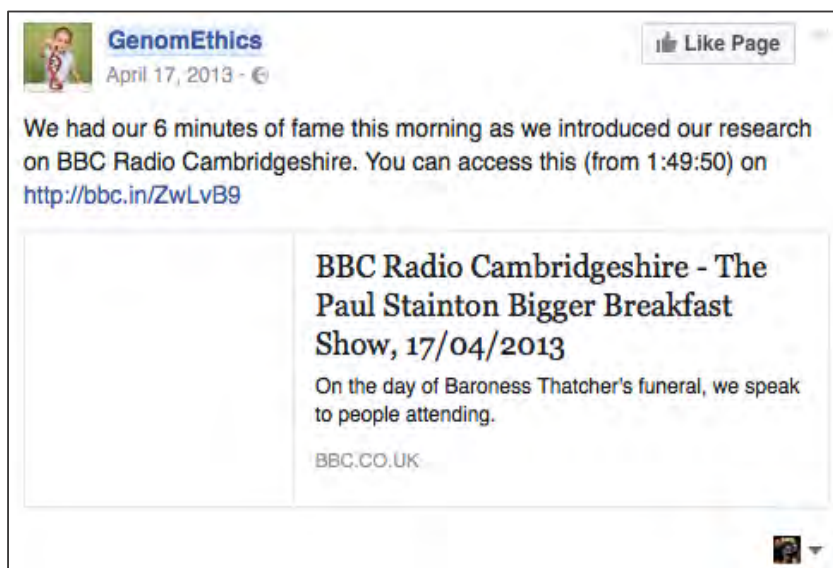 GenomEthics
Like Page
April 17, 2013 -
We had our 6 minutes of fame this morning as we introduced our research
on BBC Radio Cambridgeshire. You can access this (from 1:49:50) on
http://bbc.in/ZwLvB9
BBC Radio Cambridgeshire - The
Paul Stainton Bigger Breakfast
Show, 17/04/2013
On the day of Baroness Thatcher's funeral, we speak
to people attending.
BBC.CO.UK